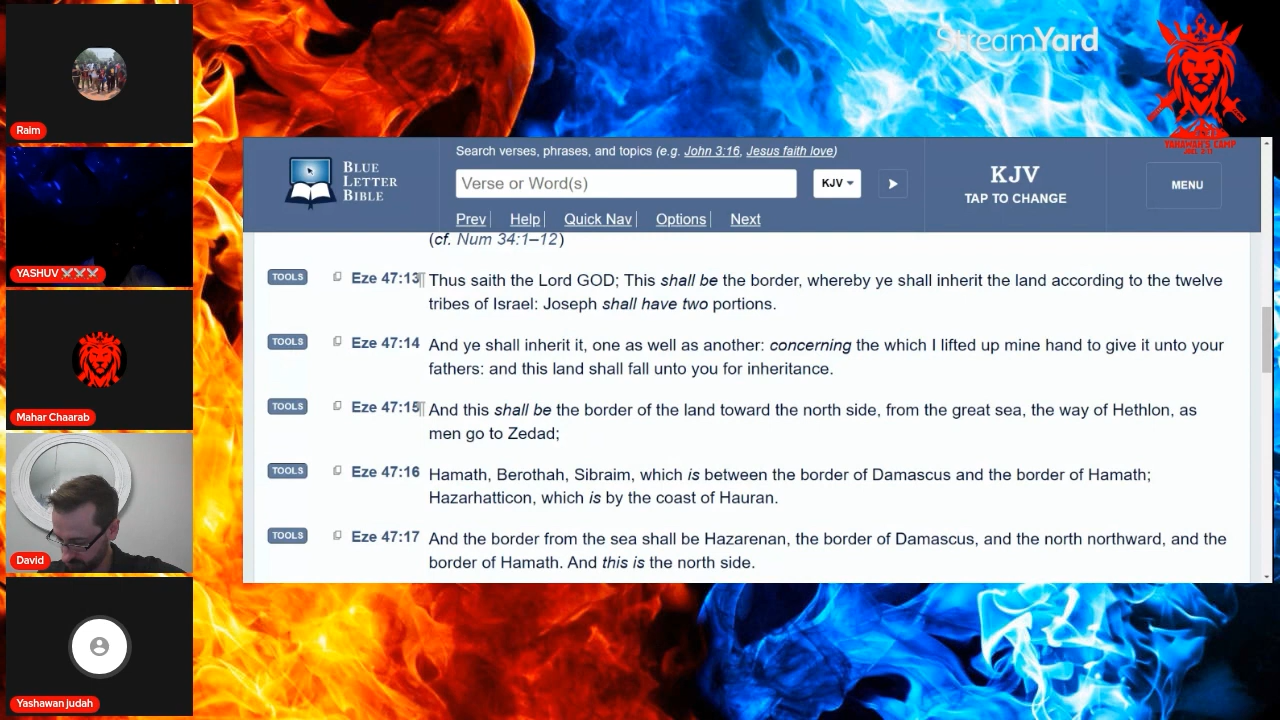 StreamYard
YAHAWAH'S CAMP
Raim
YASHUV ⚔⚔⚔
Mahar Chaarab
David
Yashawan judah
BLUE
LETTER
BIBLE
Search verses, phrases, and topics (e.g. John 3:16, Jesus faith love)
Verse or Word(s)
KJV
Prev Help Quick Nav Options Next
KJV
TAP TO CHANGE
MENU
(cf. Num 34:1–12)
TOOLS Eze 47:13 ¶ Thus saith the Lord GOD; This shall be the border, whereby ye shall inherit the land according to the twelve
tribes of Israel: Joseph shall have two portions.
TOOLS Eze 47:14 And ye shall inherit it, one as well as another: concerning the which I lifted up mine hand to give it unto your
fathers: and this land shall fall unto you for inheritance.
TOOLS Eze 47:15 ¶ And this shall be the border of the land toward the north side, from the great sea, the way of Hethlon, as
men go to Zedad;
TOOLS Eze 47:16 Hamath, Berothah, Sibraim, which is between the border of Damascus and the border of Hamath;
Hazarhatticon, which is by the coast of Hauran.
TOOLS Eze 47:17 And the border from the sea shall be Hazarenan, the border of Damascus, and the north northward, and the
border of Hamath. And this is the north side.